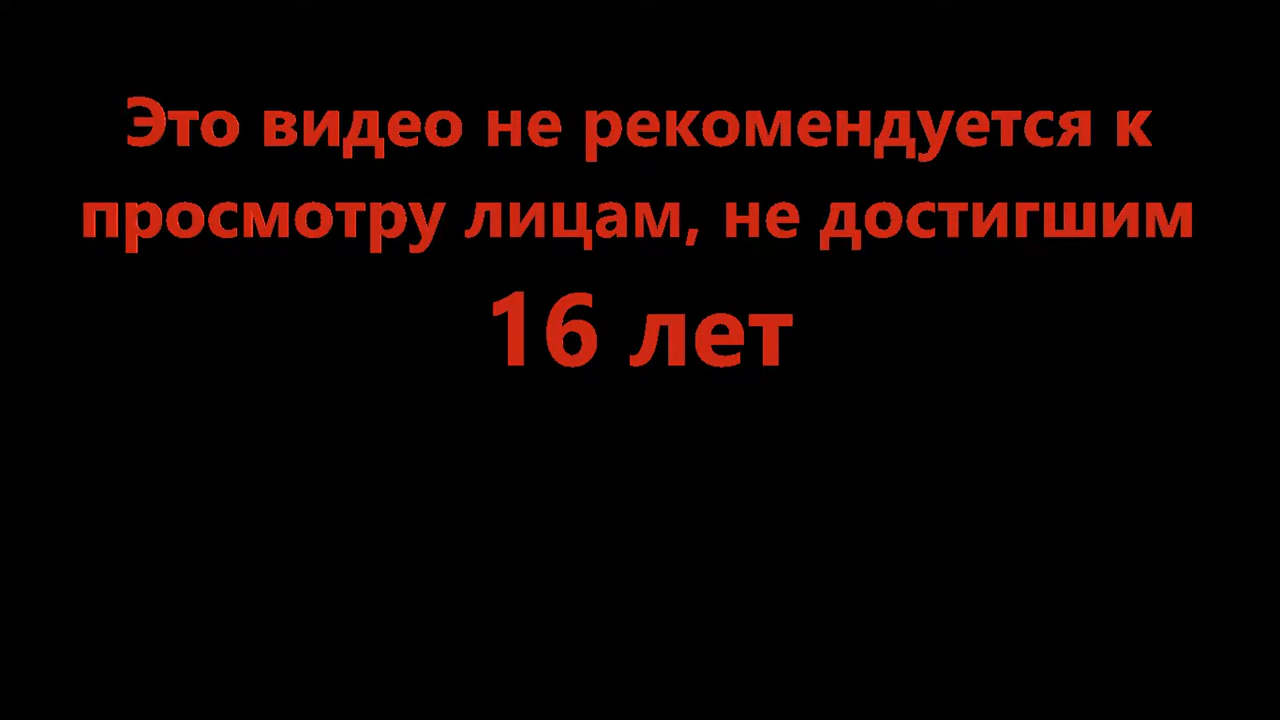 Это видео не рекомендуется к
просмотру лицам, не достигшим
16 лет